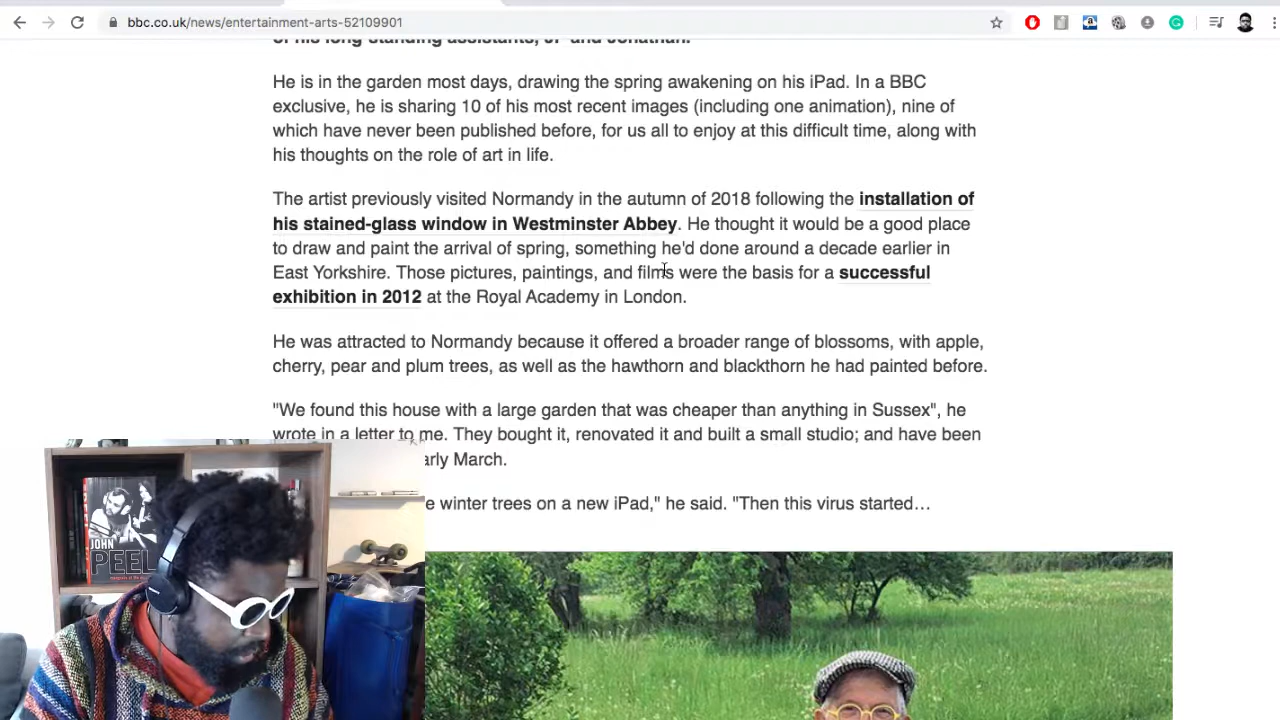 bbc.co.uk/news/entertainment-arts-52109901
of his long-standing assistants, JP and Jonathan.
He is in the garden most days, drawing the spring awakening on his iPad. In a BBC
exclusive, he is sharing 10 of his most recent images (including one animation), nine of
which have never been published before, for us all to enjoy at this difficult time, along with
his thoughts on the role of art in life.
The artist previously visited Normandy in the autumn of 2018 following the installation of
his stained-glass window in Westminster Abbey. He thought it would be a good place
to draw and paint the arrival of spring, something he'd done around a decade earlier in
East Yorkshire. Those pictures, paintings, and films were the basis for a successful
exhibition in 2012 at the Royal Academy in London.
He was attracted to Normandy because it offered a broader range of blossoms, with apple,
cherry, pear and plum trees, as well as the hawthorn and blackthorn he had painted before.
"We found this house with a large garden that was cheaper than anything in Sussex", he
wrote in a letter to me. They bought it, renovated it and built a small studio; and have been
arly March.
e winter trees on a new iPad," he said. "Then this virus started…
JOHN
PEEL